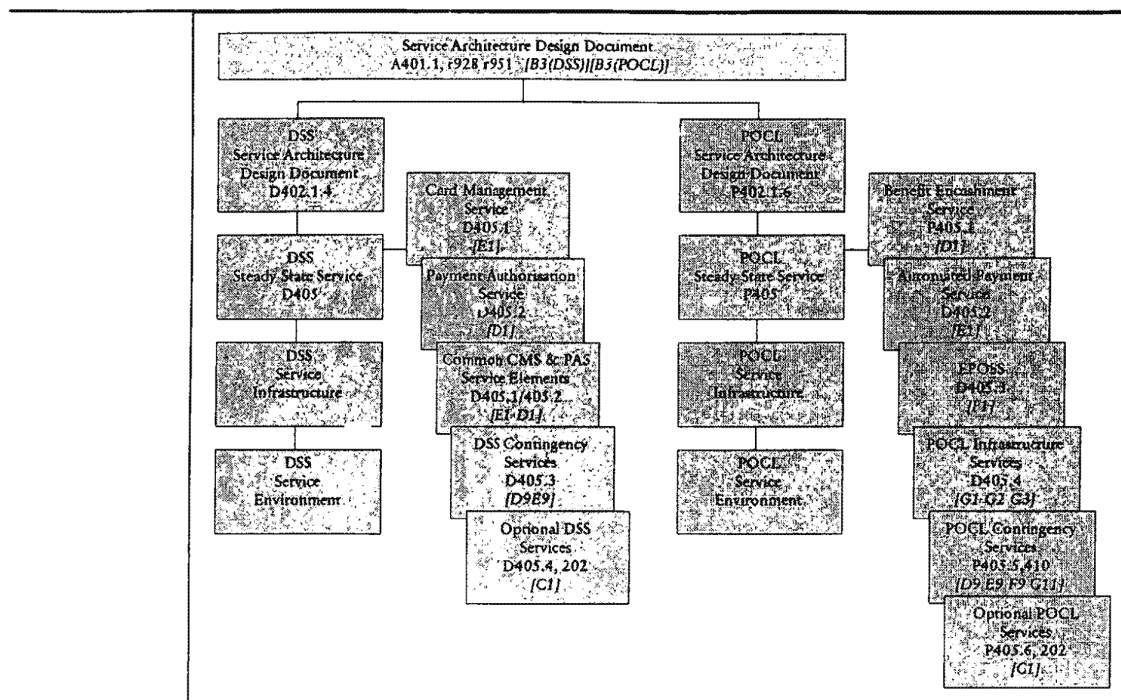 Service Architecture Design Document
A401.1, r928 r951 [B3(DSS)][B3(POCL)]
DSS
Service Architecture
Design Document
D402.1-4
Card Management
Service
D405.1
[E1]
DSS
Steady State Service
D405
Payment Authorisation
Service
D405.2
[D1]
Common CMS & PAS
Service Elements
D405.1/405.2
[E1-D1]
DSS
Service
Infrastructure
DSS Contingency
Services
D405.3
[D9E9]
DSS
Service
Environment
Optional DSS
Services
D405.4, 202
[C1]
POCL
Service Architecture
Design Document
P402.1-6
Benefit Encashment
Service
P405.1
[D1]
POCL
Steady State Service
P405
Automated Payment
Service
D405.2
[E1]
POCL
Service
Infrastructure
EPOSS
D405.3
[F1]
POCL Infrastructure
Services
D405.4
[G1-G2 G3]
POCL
Service
Environment
POCL Contingency
Services
P405.5,410
[D9 E9 F9 G11]
Optional POCL
Services
P405.6, 202
[C1]